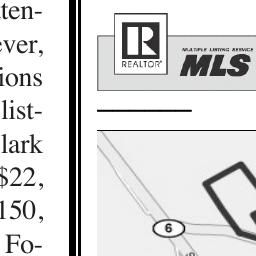 ten-
ever,
ions
list-
lark
$22,
150,
Fo-
R
REALTOR®
MULTIPLE LISTING SERVICE
MLS
6